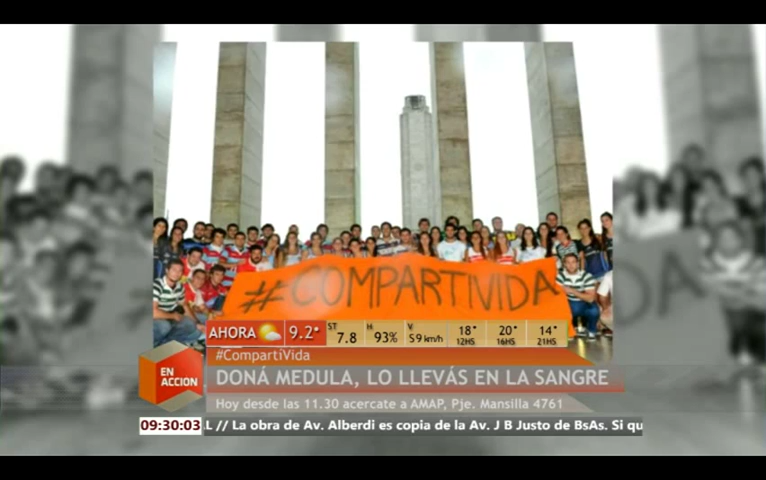 #COMPARTIVIDA
AHORA 9.2° ST 7.8 H 93% V S9 km/h 18° 12HS 20° 16HS 14° 21HS
#CompartiVida
EN ACCION
DONÁ MEDULA, LO LLEVÁS EN LA SANGRE
Hoy desde las 11.30 acercate a AMAP, Pje. Mansilla 4761
09:30:03 L // La obra de Av. Alberdi es copia de la Av. J B Justo de BsAs. Si qu